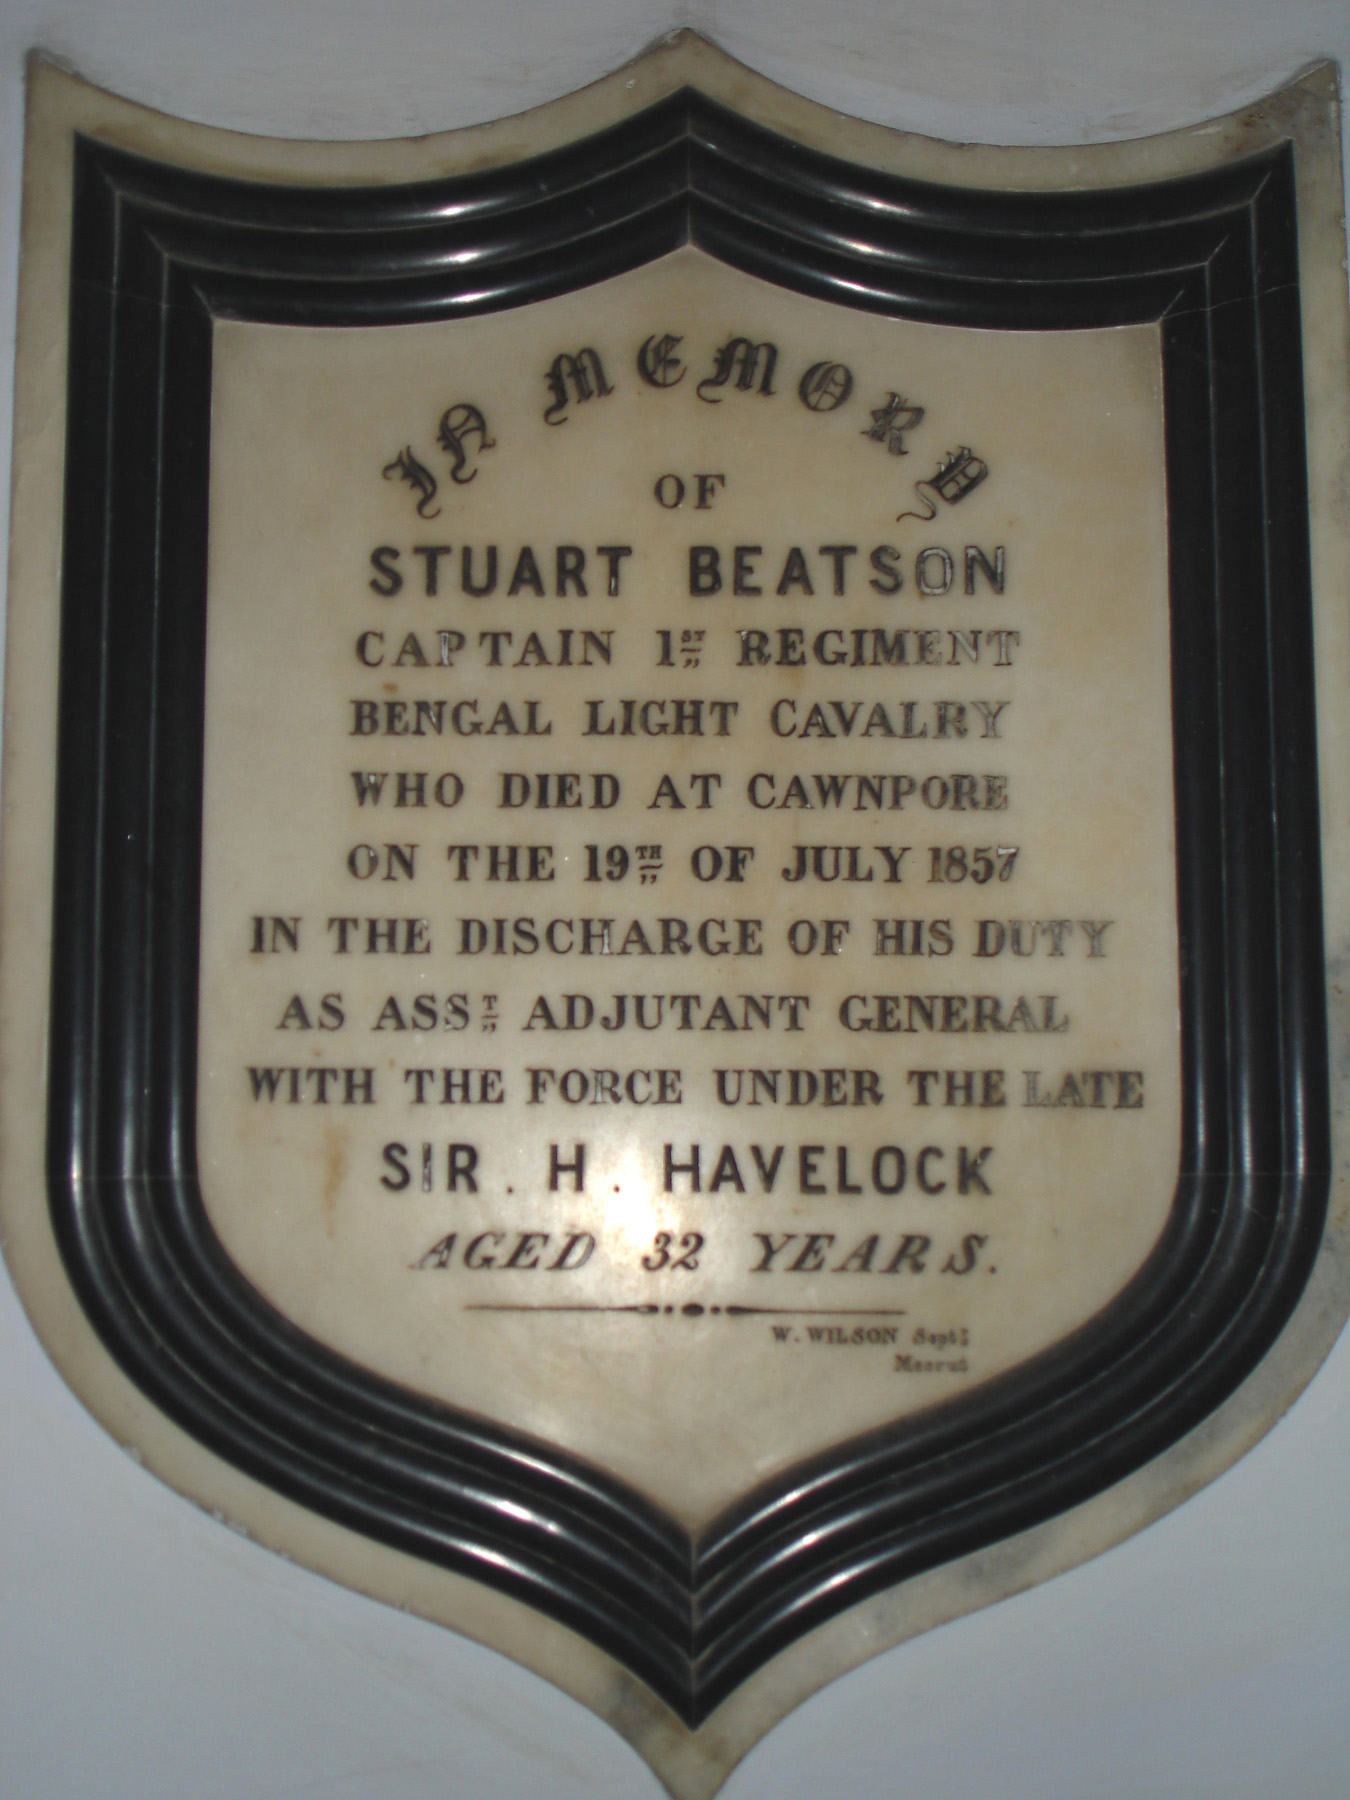 IN MEMORY
OF
STUART BEATSON
CAPTAIN 1ST REGIMENT
BENGAL LIGHT CAVALRY
WHO DIED AT CAWNPORE
ON THE 19TH OF JULY 1857
IN THE DISCHARGE OF HIS DUTY
AS ASST ADJUTANT GENERAL
WITH THE FORCE UNDER THE LATE
SIR. H. HAVELOCK
AGED 32 YEARS.
W. WILSON Sculpt
Meerut